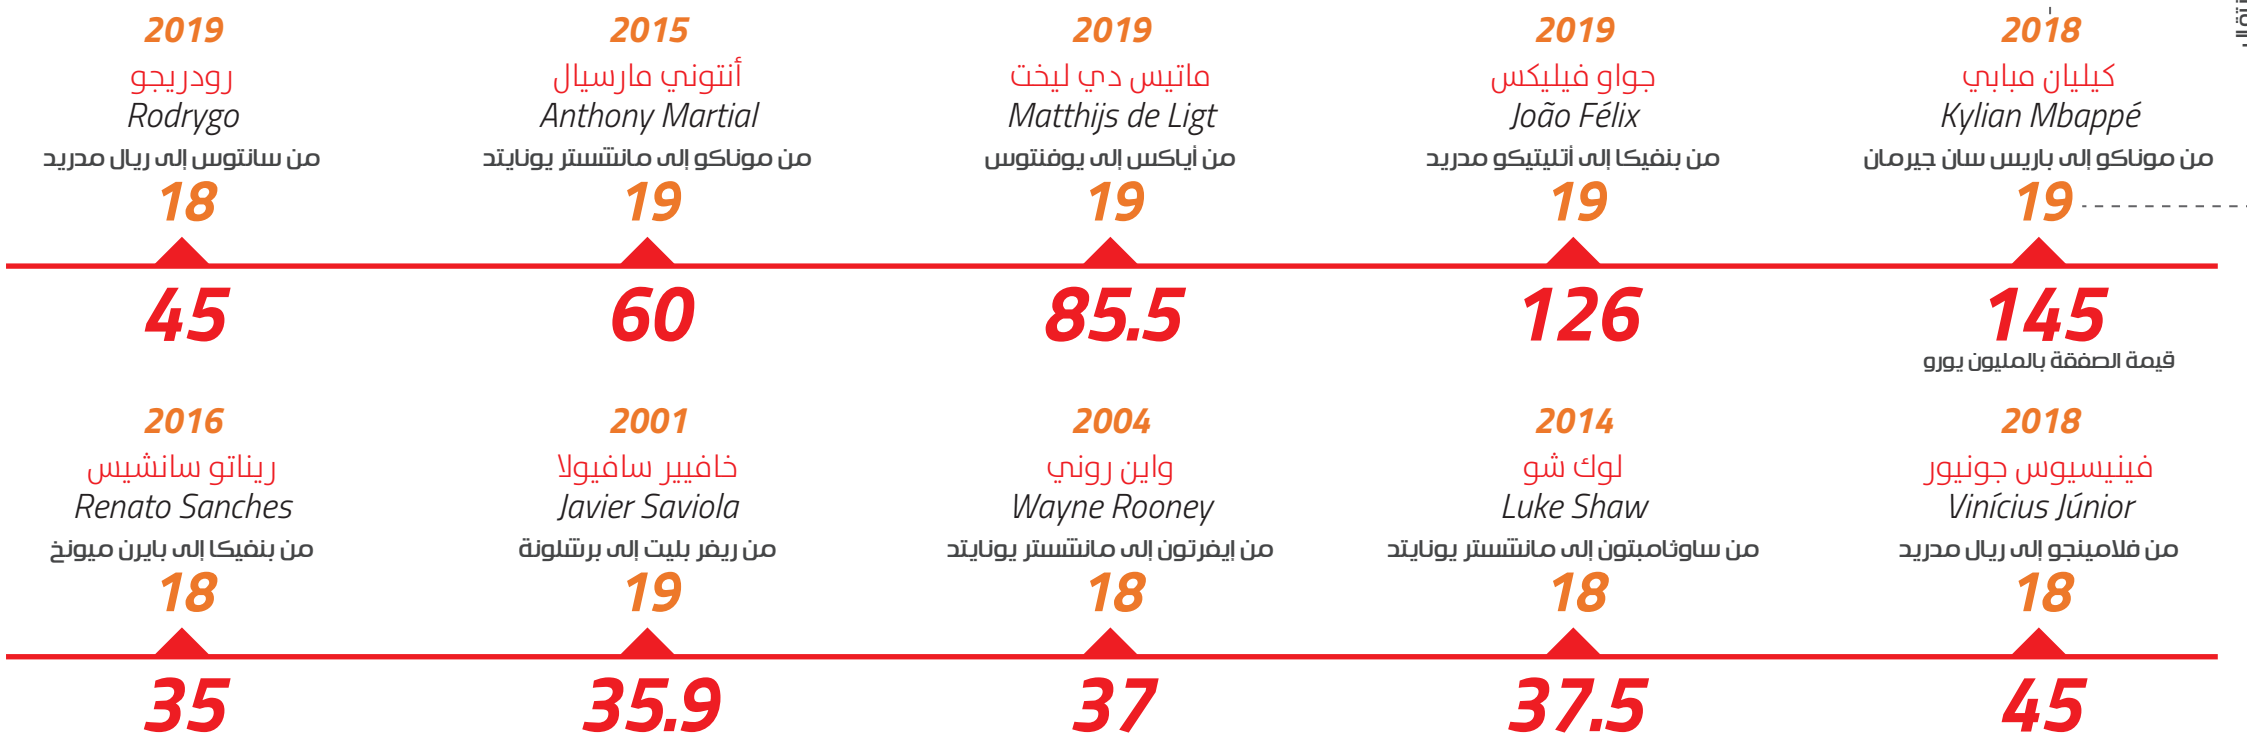 2018
كيليان مبابي
Kylian Mbappé
من موناكو إلى باريس سان جيرمان
19
145
قيمة الصفقة بالمليون يورو
2019
جواو فيليكس
João Félix
من بنفيكا إلى أتليتيكو مدريد
19
126
2019
ماتيس دي ليخت
Matthijs de Ligt
من أياكس إلى يوفنتوس
19
85.5
2015
أنتوني مارسيال
Anthony Martial
من موناكو إلى مانشستر يونايتد
19
60
2019
رودريجو
Rodrygo
من سانتوس إلى ريال مدريد
18
45
2018
فينيسيوس جونيور
Vinícius Júnior
من فلامينجو إلى ريال مدريد
18
45
2014
لوك شو
Luke Shaw
من ساوثامبتون إلى مانشستر يونايتد
18
37.5
2004
واين روني
Wayne Rooney
من إيفرتون إلى مانشستر يونايتد
18
37
2001
خافيير سافيولا
Javier Saviola
من ريفر بليت إلى برشلونة
19
35.9
2016
ريناتو سانشيس
Renato Sanches
من بنفيكا إلى بايرن ميونخ
18
35